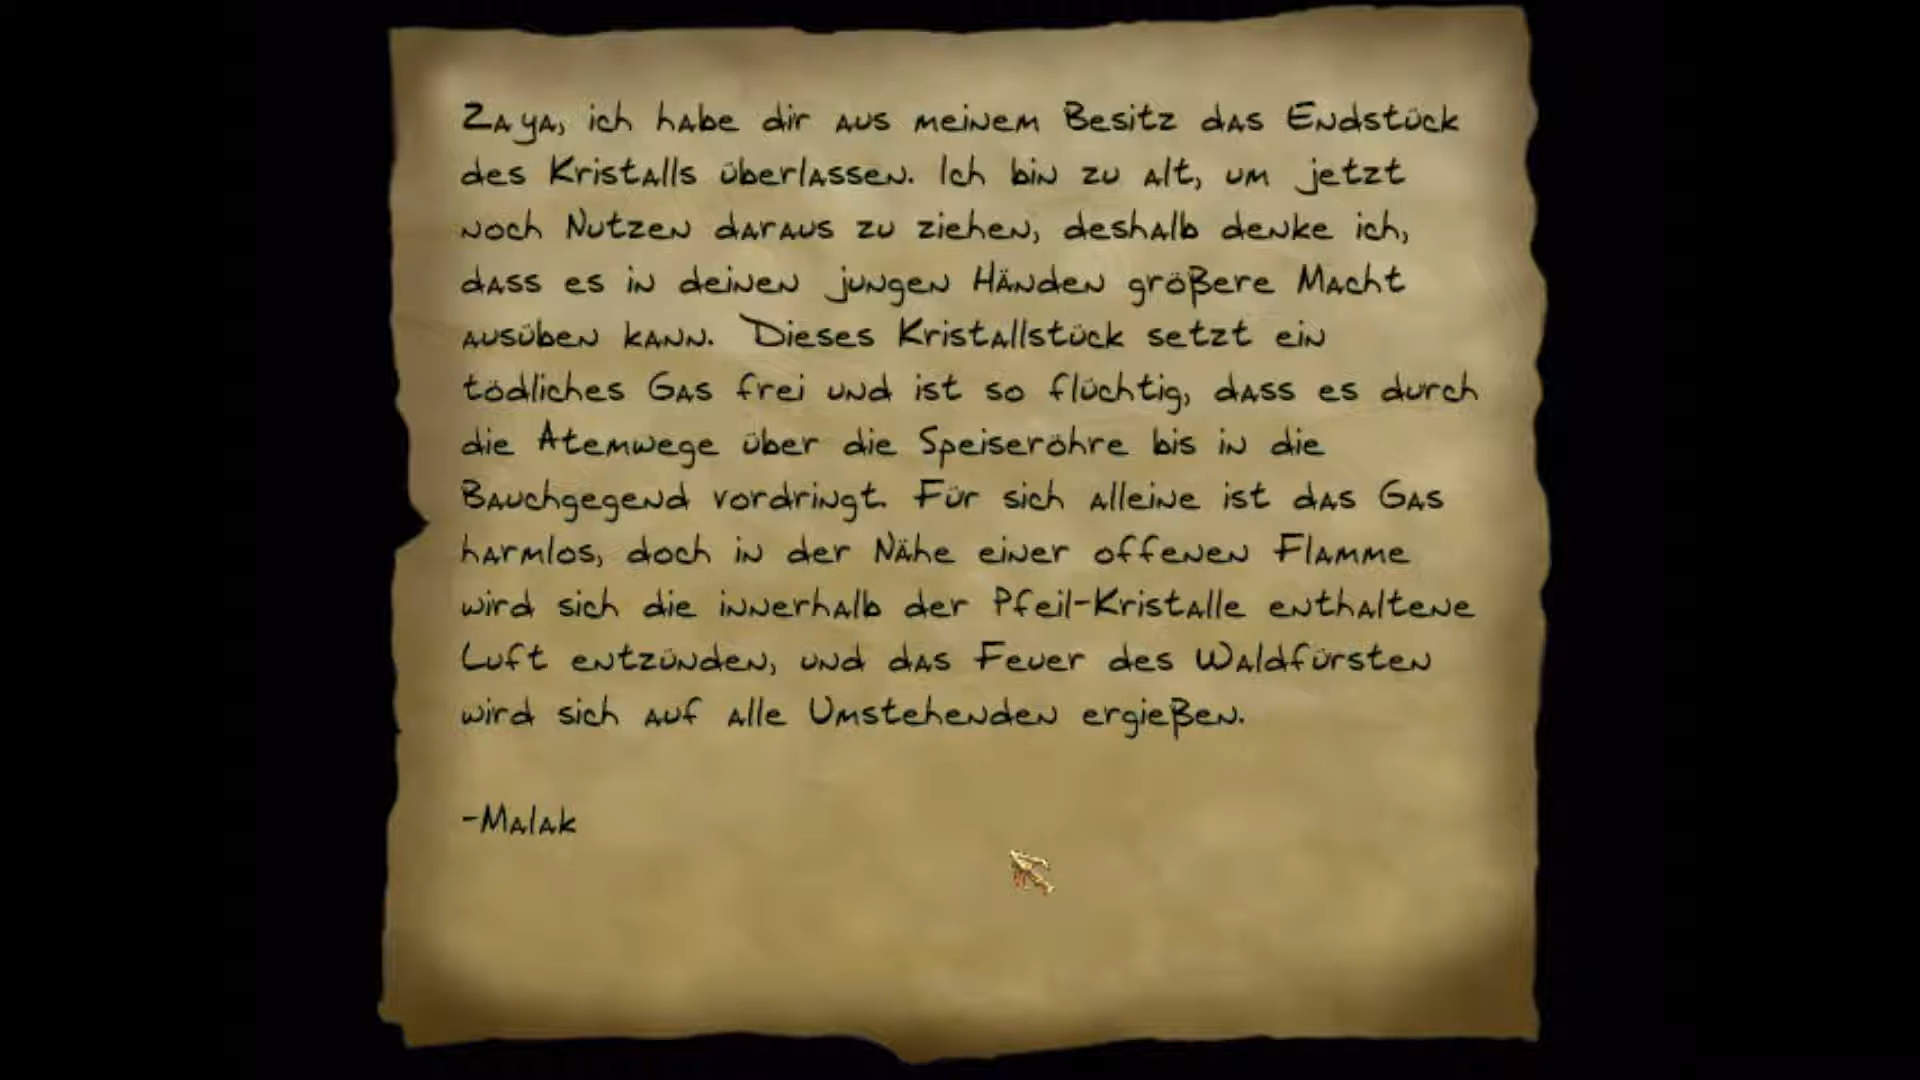 Zaya, ich habe dir aus meinem Besitz das Endstück
des Kristalls überlassen. Ich bin zu alt, um jetzt
noch Nutzen daraus zu ziehen, deshalb denke ich,
dass es in deinen jungen Händen größere Macht
ausüben kann. Dieses Kristallstück setzt ein
tödliches Gas frei und ist so flüchtig, dass es durch
die Atemwege über die Speiseröhre bis in die
Bauchgegend vordringt. Für sich alleine ist das Gas
harmlos, doch in der Nähe einer offenen Flamme
wird sich die innerhalb der Pfeil-Kristalle enthaltene
Luft entzünden, und das Feuer des Waldfürsten
wird sich auf alle Umstehenden ergießen.
-Malak